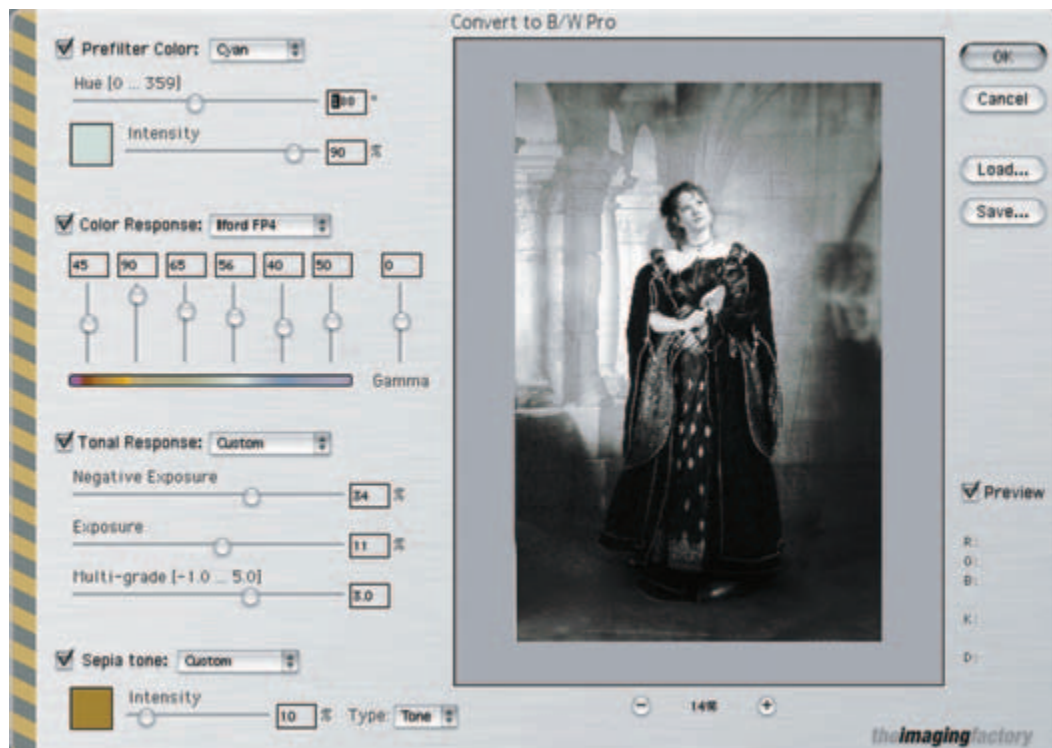 Convert to B/W Pro
Prefilter Color: Cyan
Hue [0 ... 359]
°
Intensity
90 %
Color Response: Ilford FP4
45 90 65 56 40 50 0
Gamma
Tonal Response: Custom
Negative Exposure
34 %
Exposure
11 %
Multi-grade [-1.0 ... 5.0]
3.0
Sepia tone: Custom
Intensity
10 % Type: Tone
OK
Cancel
Load...
Save...
Preview
R:
G:
B:
K:
D:
- 14% +
theimagingfactory